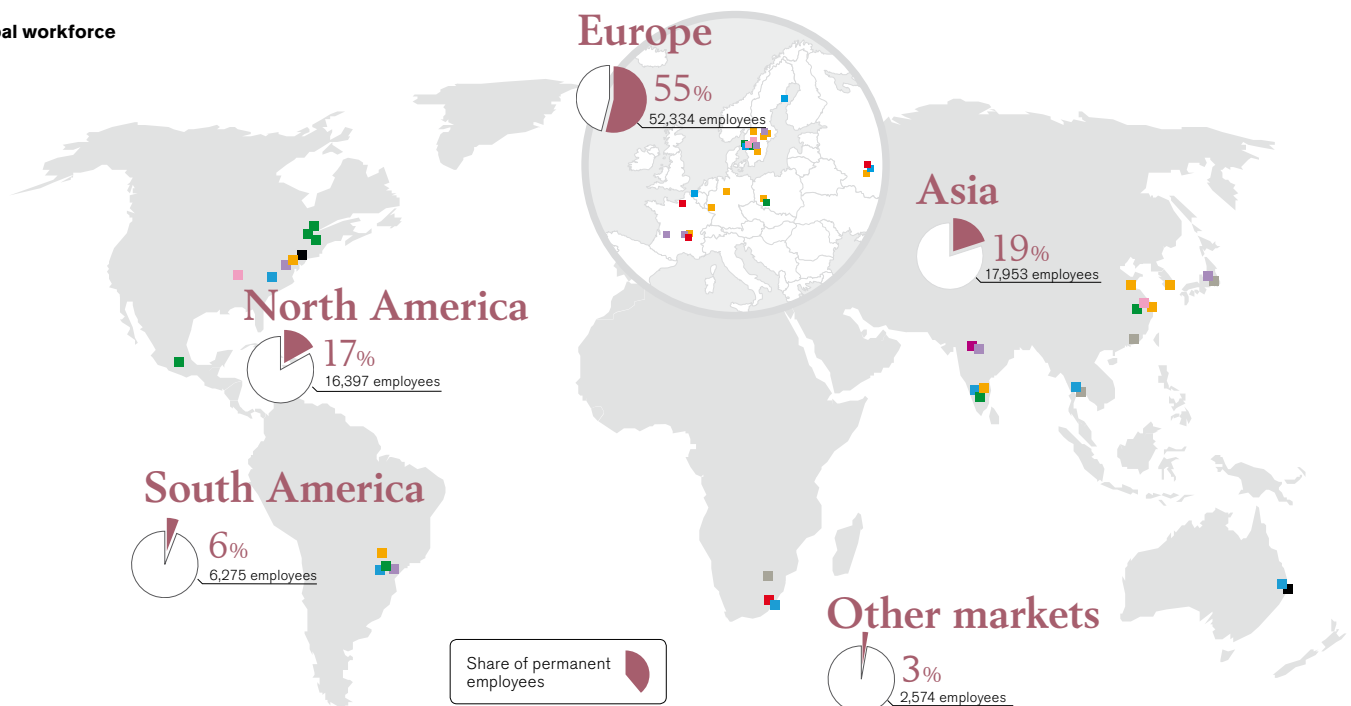 workforce
Europe
55%
52,334 employees
Asia
19%
17,953 employees
North America
17%
16,397 employees
South America
6%
6,275 employees
Other markets
3%
2,574 employees
Share of permanent
employees